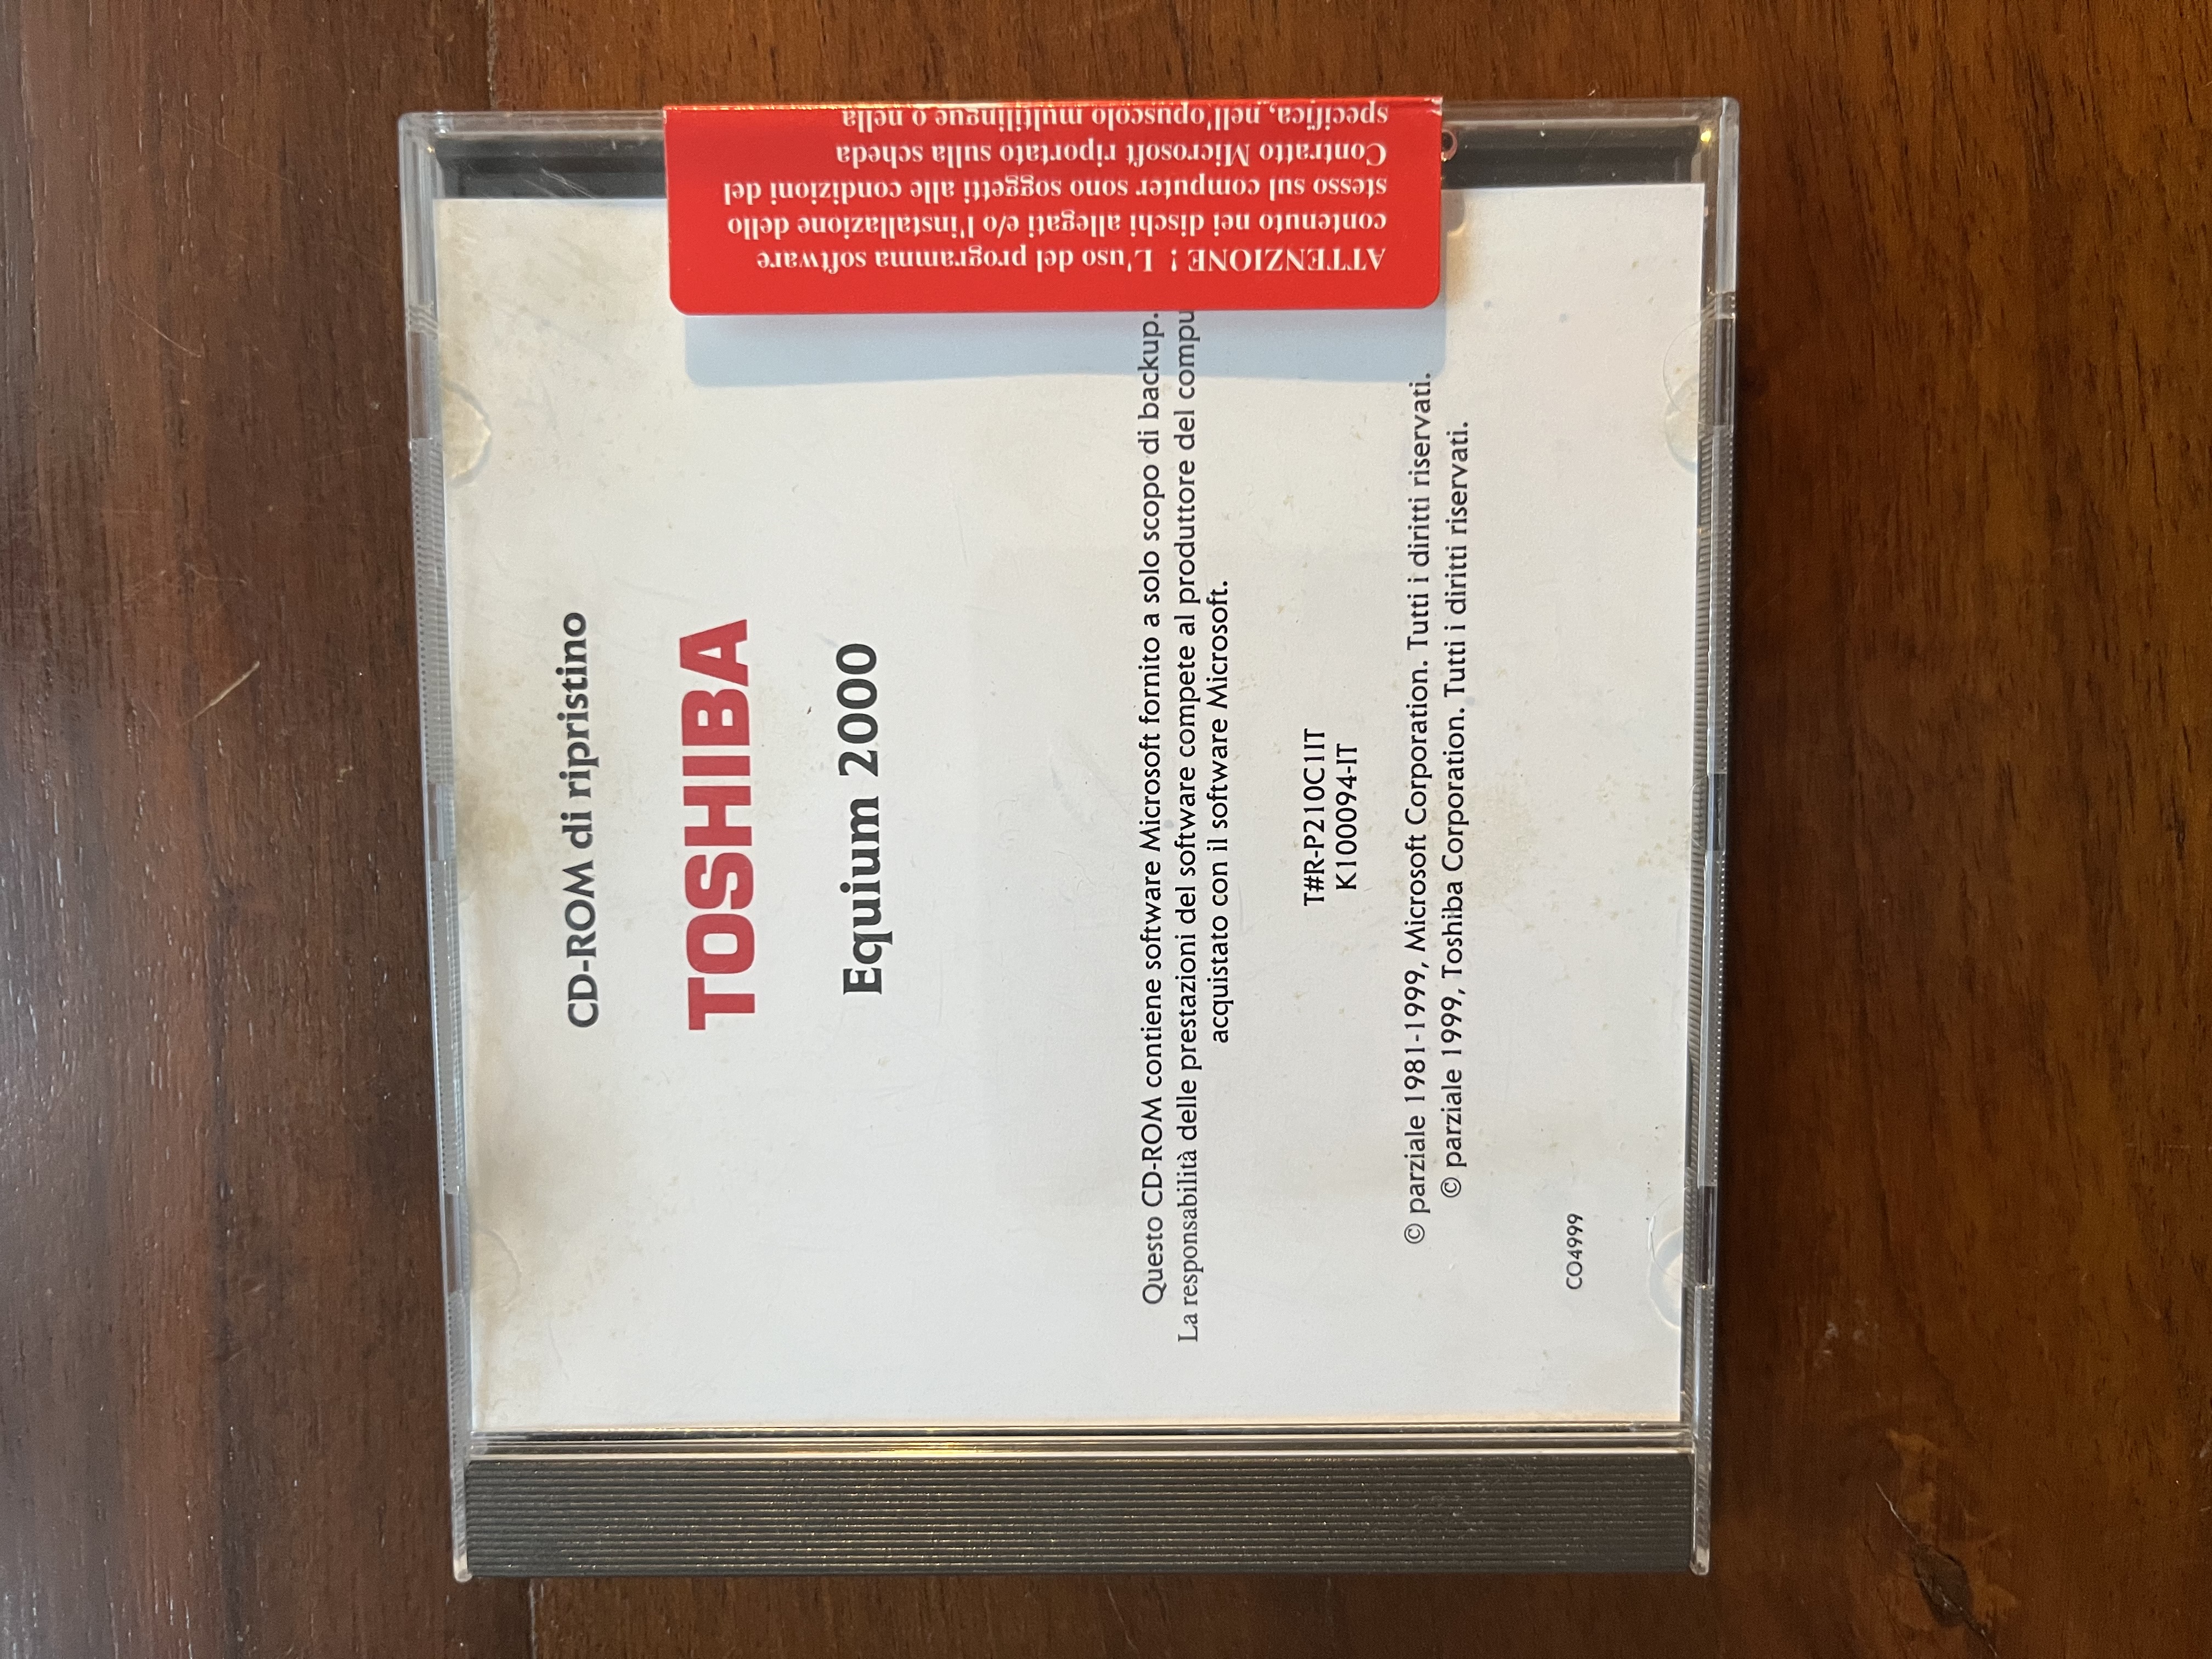 CD-ROM di ripristino
TOSHIBA
Equium 2000
Questo CD-ROM contiene software Microsoft fornito a solo scopo di backup.
La responsabilità delle prestazioni del software compete al produttore del compu
acquistato con il software Microsoft.
T#R-P210C1IT
K100094-IT
© parziale 1981-1999, Microsoft Corporation. Tutti i diritti riservati.
© parziale 1999, Toshiba Corporation. Tutti i diritti riservati.
CO4999
ATTENZIONE ! L'uso del programma software
contenuto nei dischi allegati e/o l'installazione dello
stesso sul computer sono soggetti alle condizioni del
Contratto Microsoft riportato sulla scheda
specifica, nell'opuscolo multilingue o nella